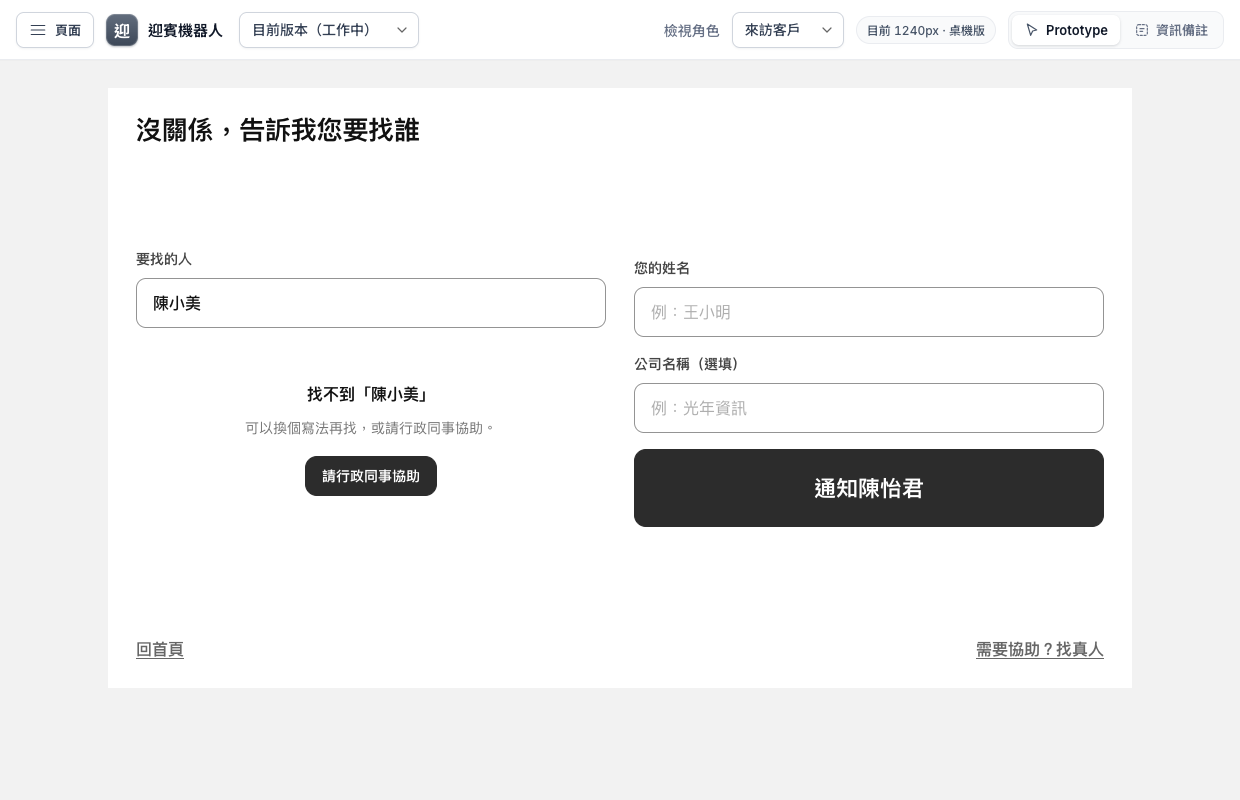 頁面
迎
迎賓機器人
目前版本（工作中）
檢視角色
來訪客戶
目前 1240px · 桌機版
Prototype
資訊備註
沒關係，告訴我您要找誰
要找的人
陳小美
找不到「陳小美」
可以換個寫法再找，或請行政同事協助。
請行政同事協助
您的姓名
例：王小明
公司名稱（選填）
例：光年資訊
通知陳怡君
回首頁
需要協助？找真人